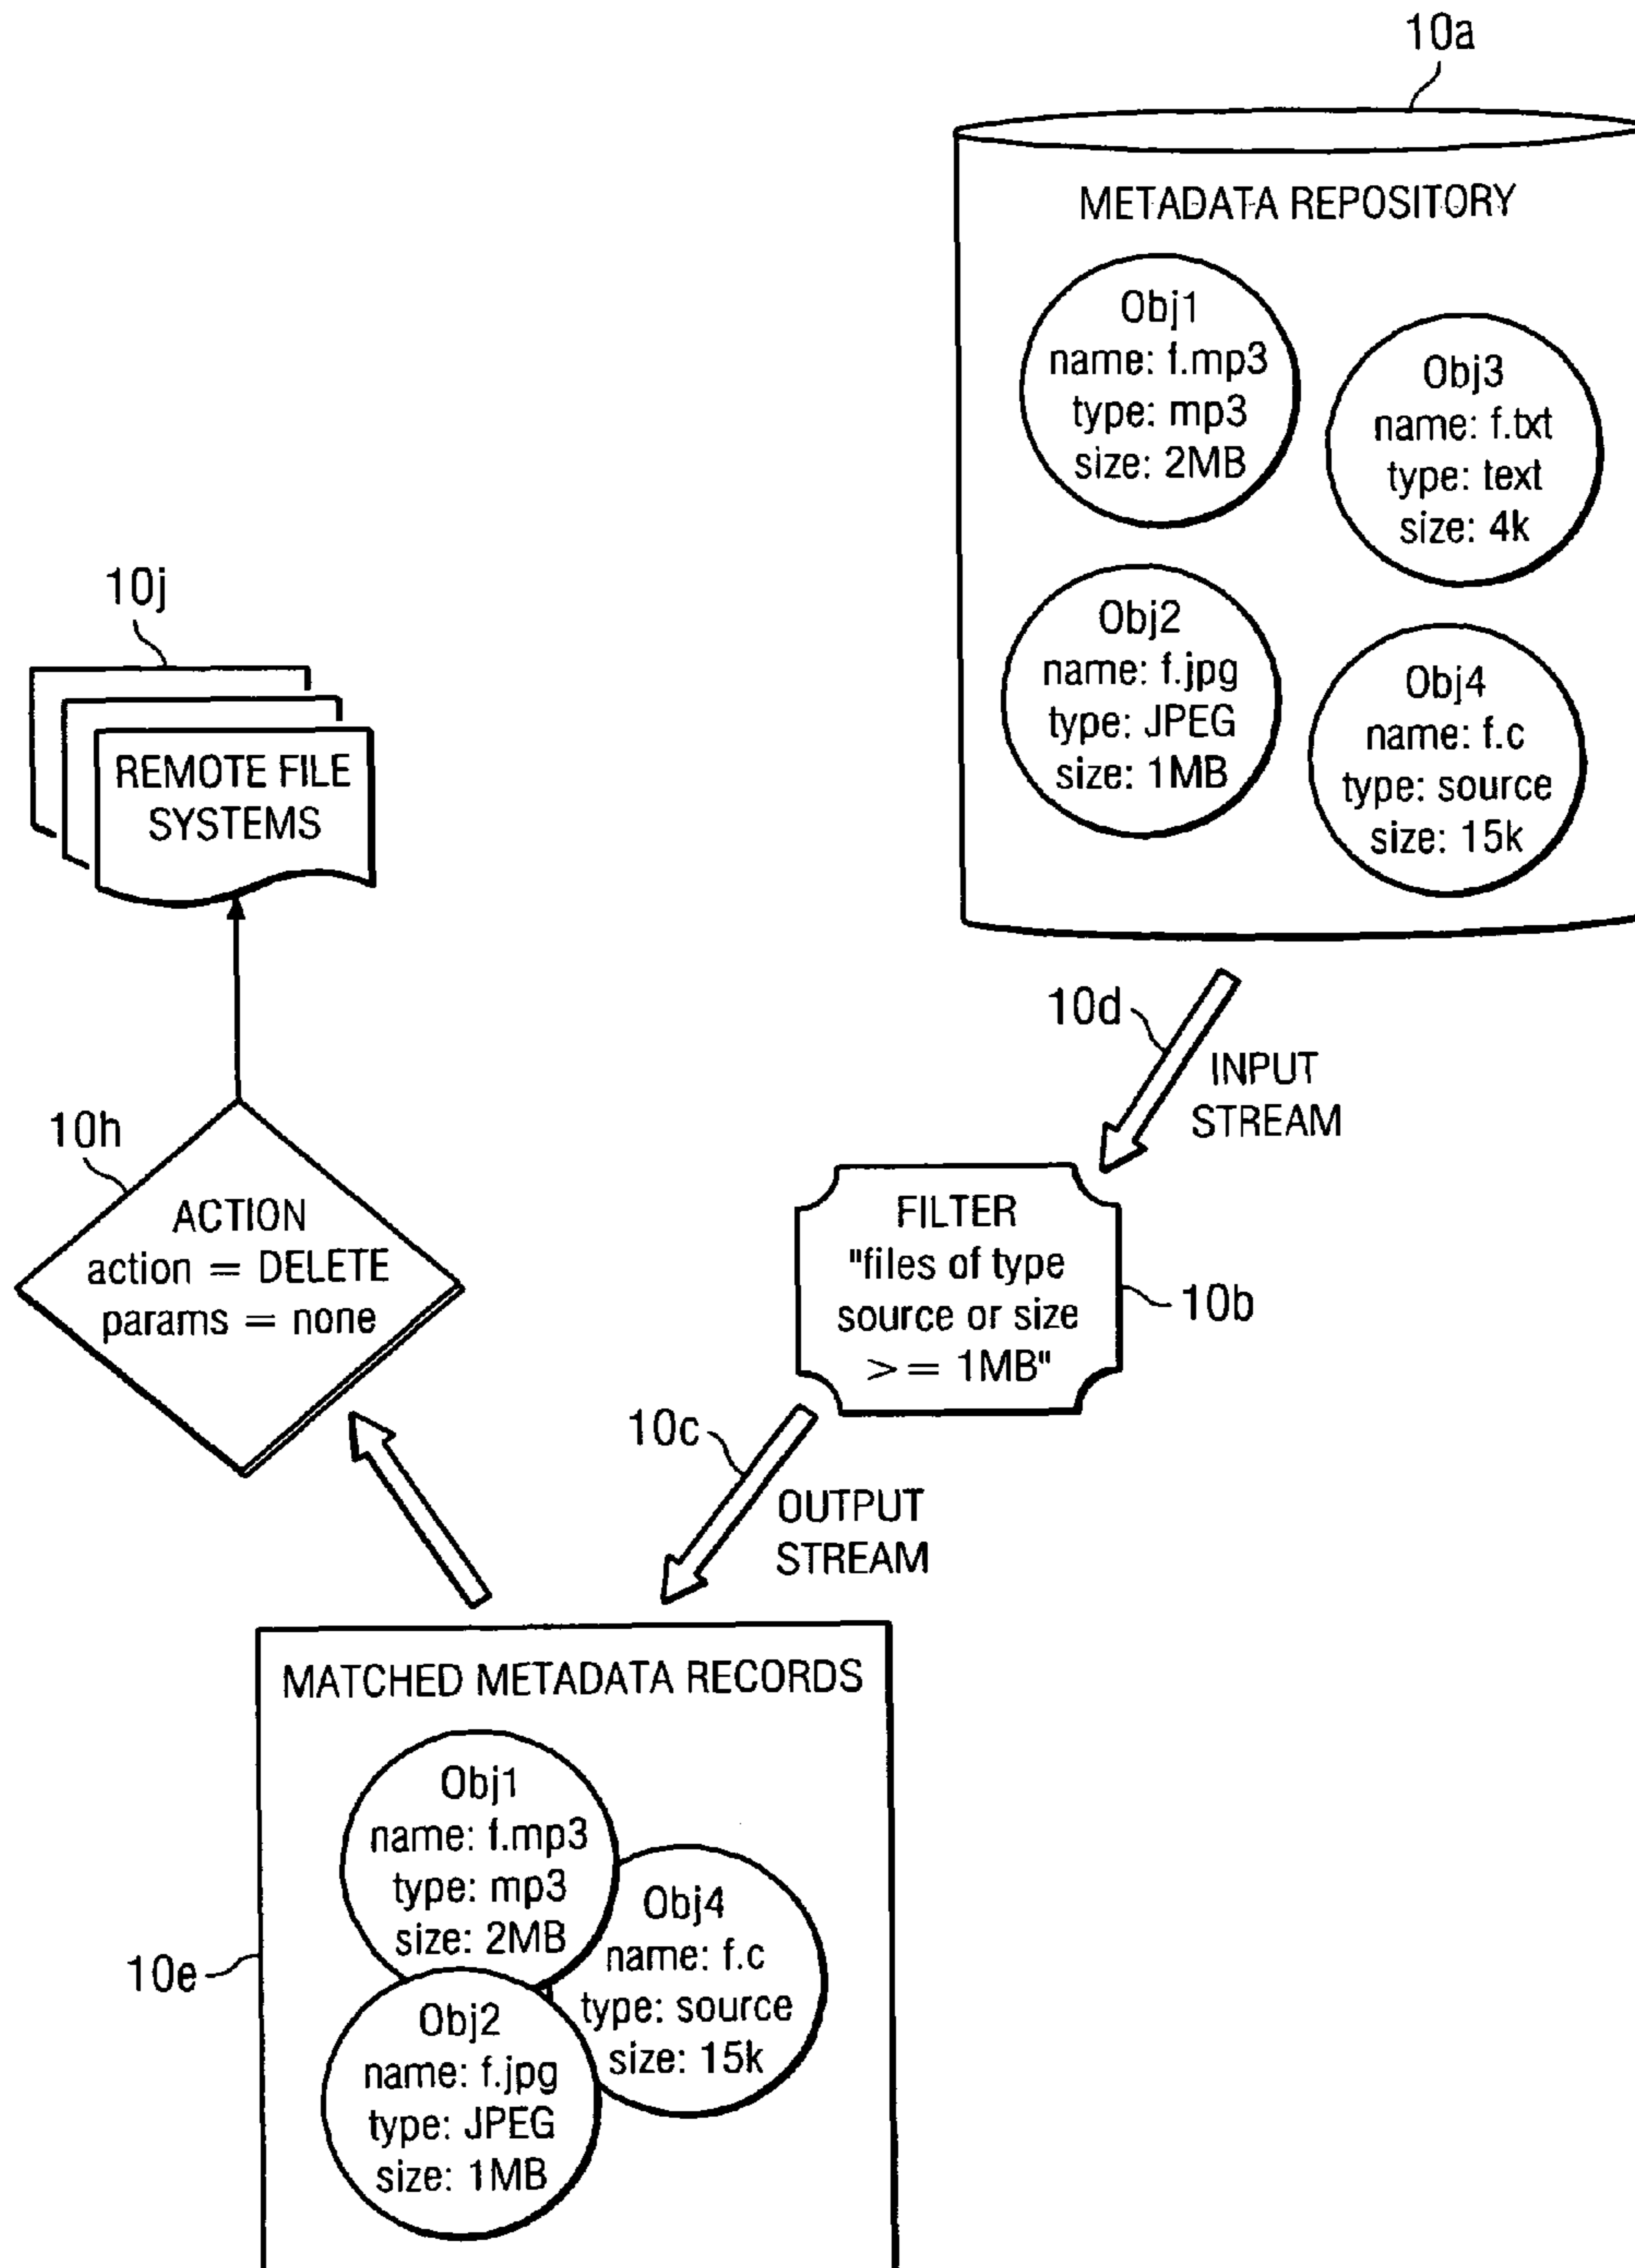 10a
METADATA REPOSITORY
Obj1
name: f.mp3
type: mp3
size: 2MB
Obj3
name: f.txt
type: text
size: 4k
Obj2
name: f.jpg
type: JPEG
size: 1MB
Obj4
name: f.c
type: source
size: 15k
10j
REMOTE FILE
SYSTEMS
10d
INPUT
STREAM
10h
ACTION
action = DELETE
params = none
FILTER
"files of type
source or size
>= 1MB"
10b
10c
OUTPUT
STREAM
MATCHED METADATA RECORDS
Obj1
name: f.mp3
type: mp3
size: 2MB
Obj4
name: f.c
type: source
size: 15k
10e
Obj2
name: f.jpg
type: JPEG
size: 1MB